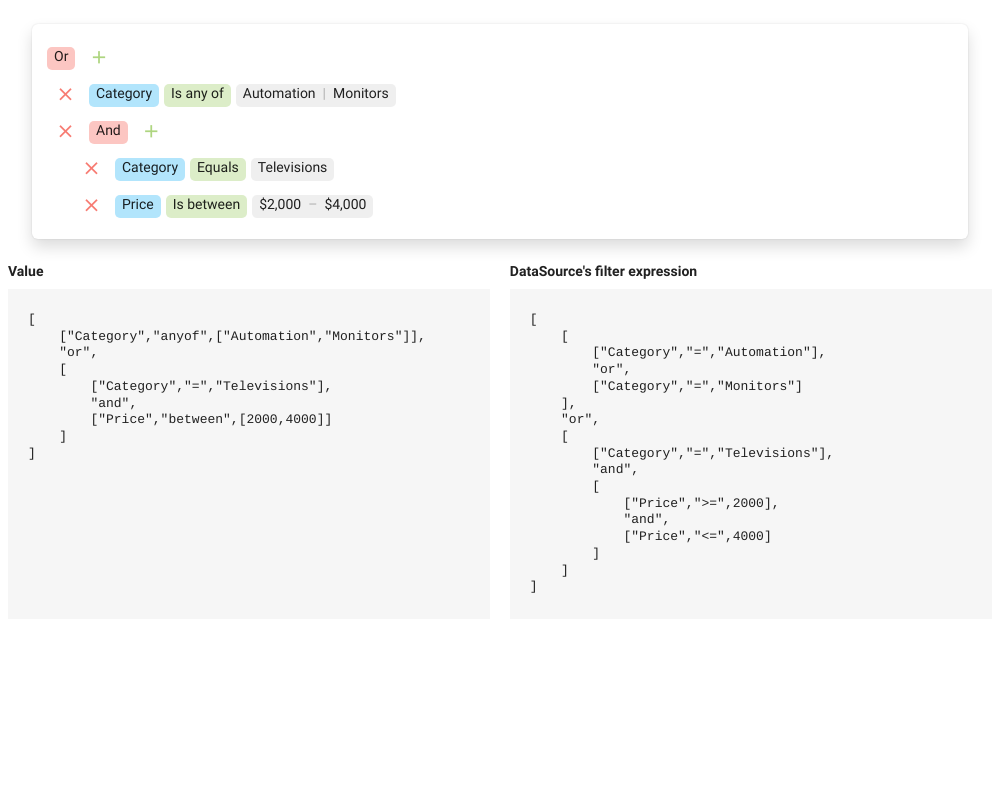 Or
Category Is any of Automation | Monitors
And
Category Equals Televisions
Price Is between $2,000 – $4,000
Value
[
    ["Category","anyof",["Automation","Monitors"]],
    "or",
    [
        ["Category","=","Televisions"],
        "and",
        ["Price","between",[2000,4000]]
    ]
]
DataSource's filter expression
[
    [
        ["Category","=","Automation"],
        "or",
        ["Category","=","Monitors"]
    ],
    "or",
    [
        ["Category","=","Televisions"],
        "and",
        [
            ["Price",">=",2000],
            "and",
            ["Price","<=",4000]
        ]
    ]
]